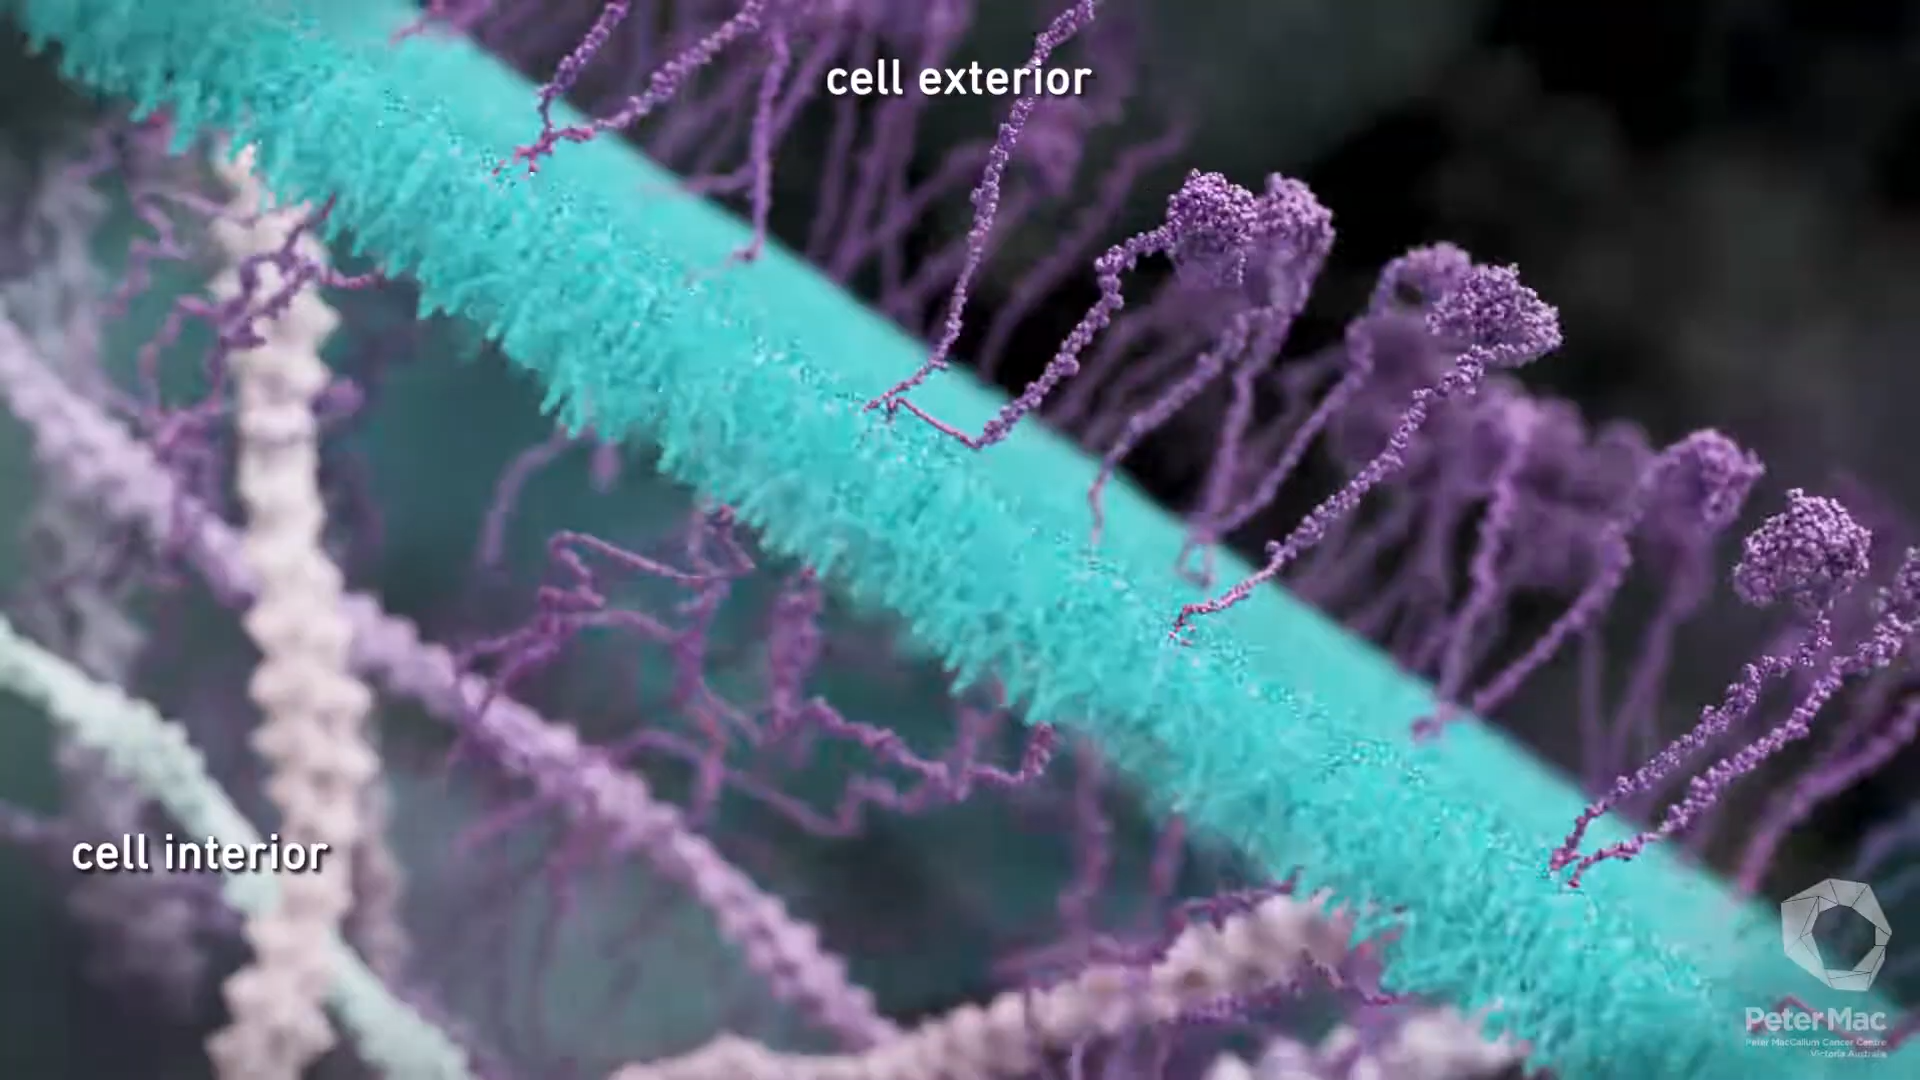 cell exterior
cell interior
Peter Mac
Peter MacCallum Cancer Centre
Victoria Australia